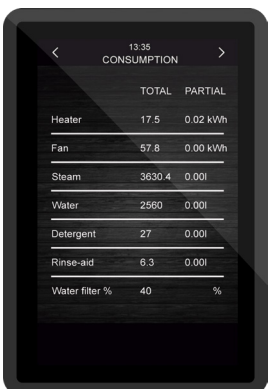 13:35
CONSUMPTION
TOTAL PARTIAL
Heater 17.5 0.02 kWh
Fan 57.8 0.00 kWh
Steam 3630.4 0.00l
Water 2560 0.00l
Detergent 27 0.00l
Rinse-aid 6.3 0.00l
Water filter % 40 %